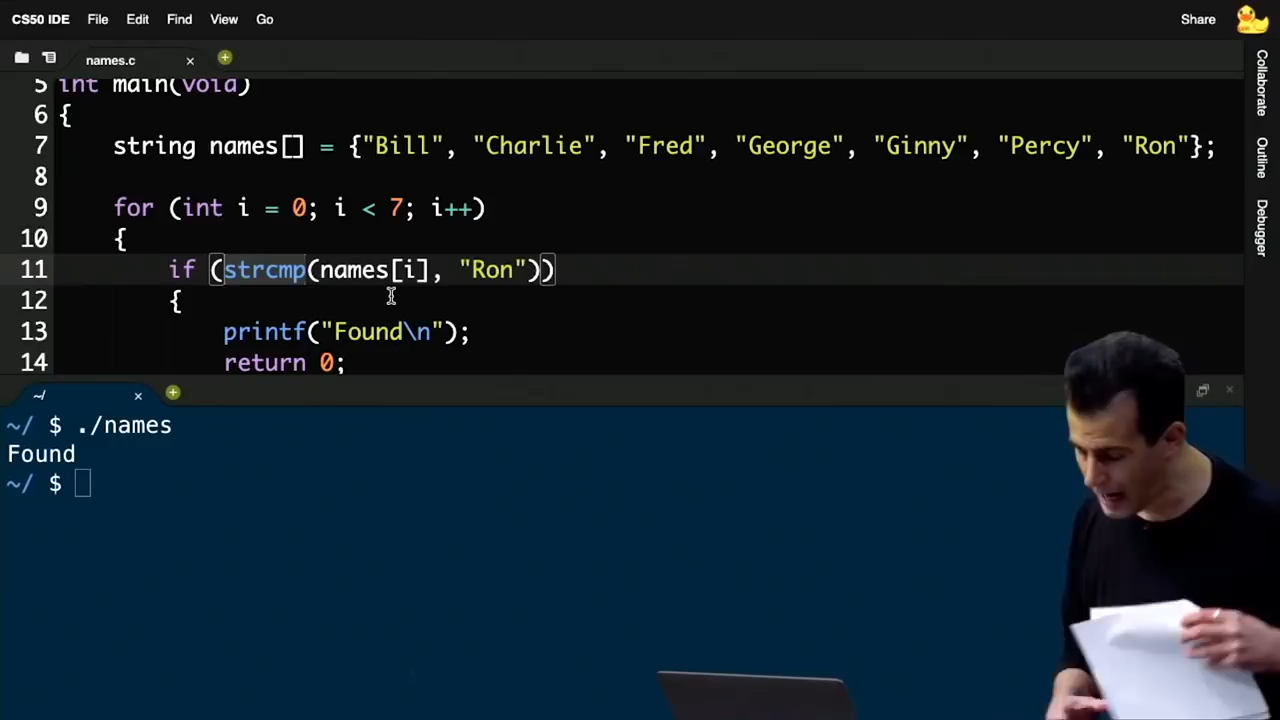 CS50 IDE File Edit Find View Go Share
names.c
Collaborate
Outline
Debugger
5 int main(void)
6 {
7 string names[] = {"Bill", "Charlie", "Fred", "George", "Ginny", "Percy", "Ron"};
8
9 for (int i = 0; i < 7; i++)
10 {
11 if (strcmp(names[i], "Ron"))
12 {
13 printf("Found\n");
14 return 0;
~/
~/ $ ./names
Found
~/ $